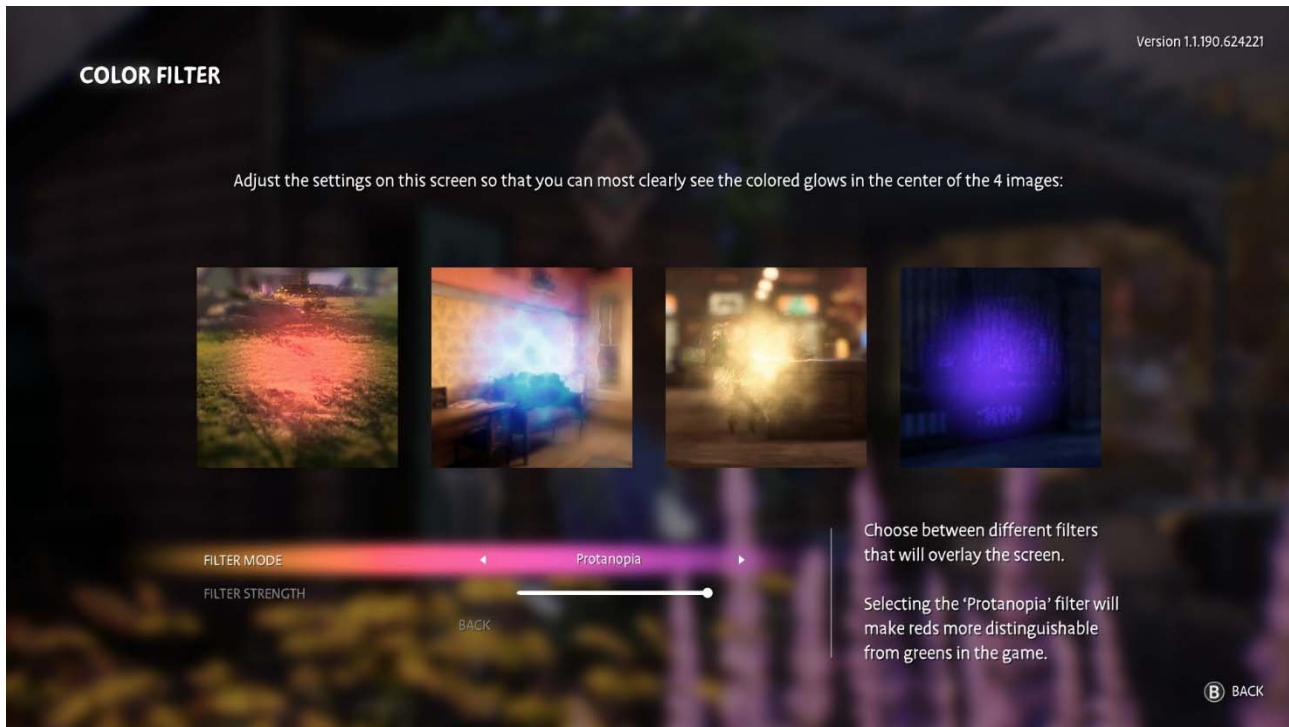 Version 1.1.190.624221
COLOR FILTER
Adjust the settings on this screen so that you can most clearly see the colored glows in the center of the 4 images:
FILTER MODE
Protanopia
FILTER STRENGTH
BACK
Choose between different filters
that will overlay the screen.
Selecting the ‘Protanopia’ filter will
make reds more distinguishable
from greens in the game.
B BACK